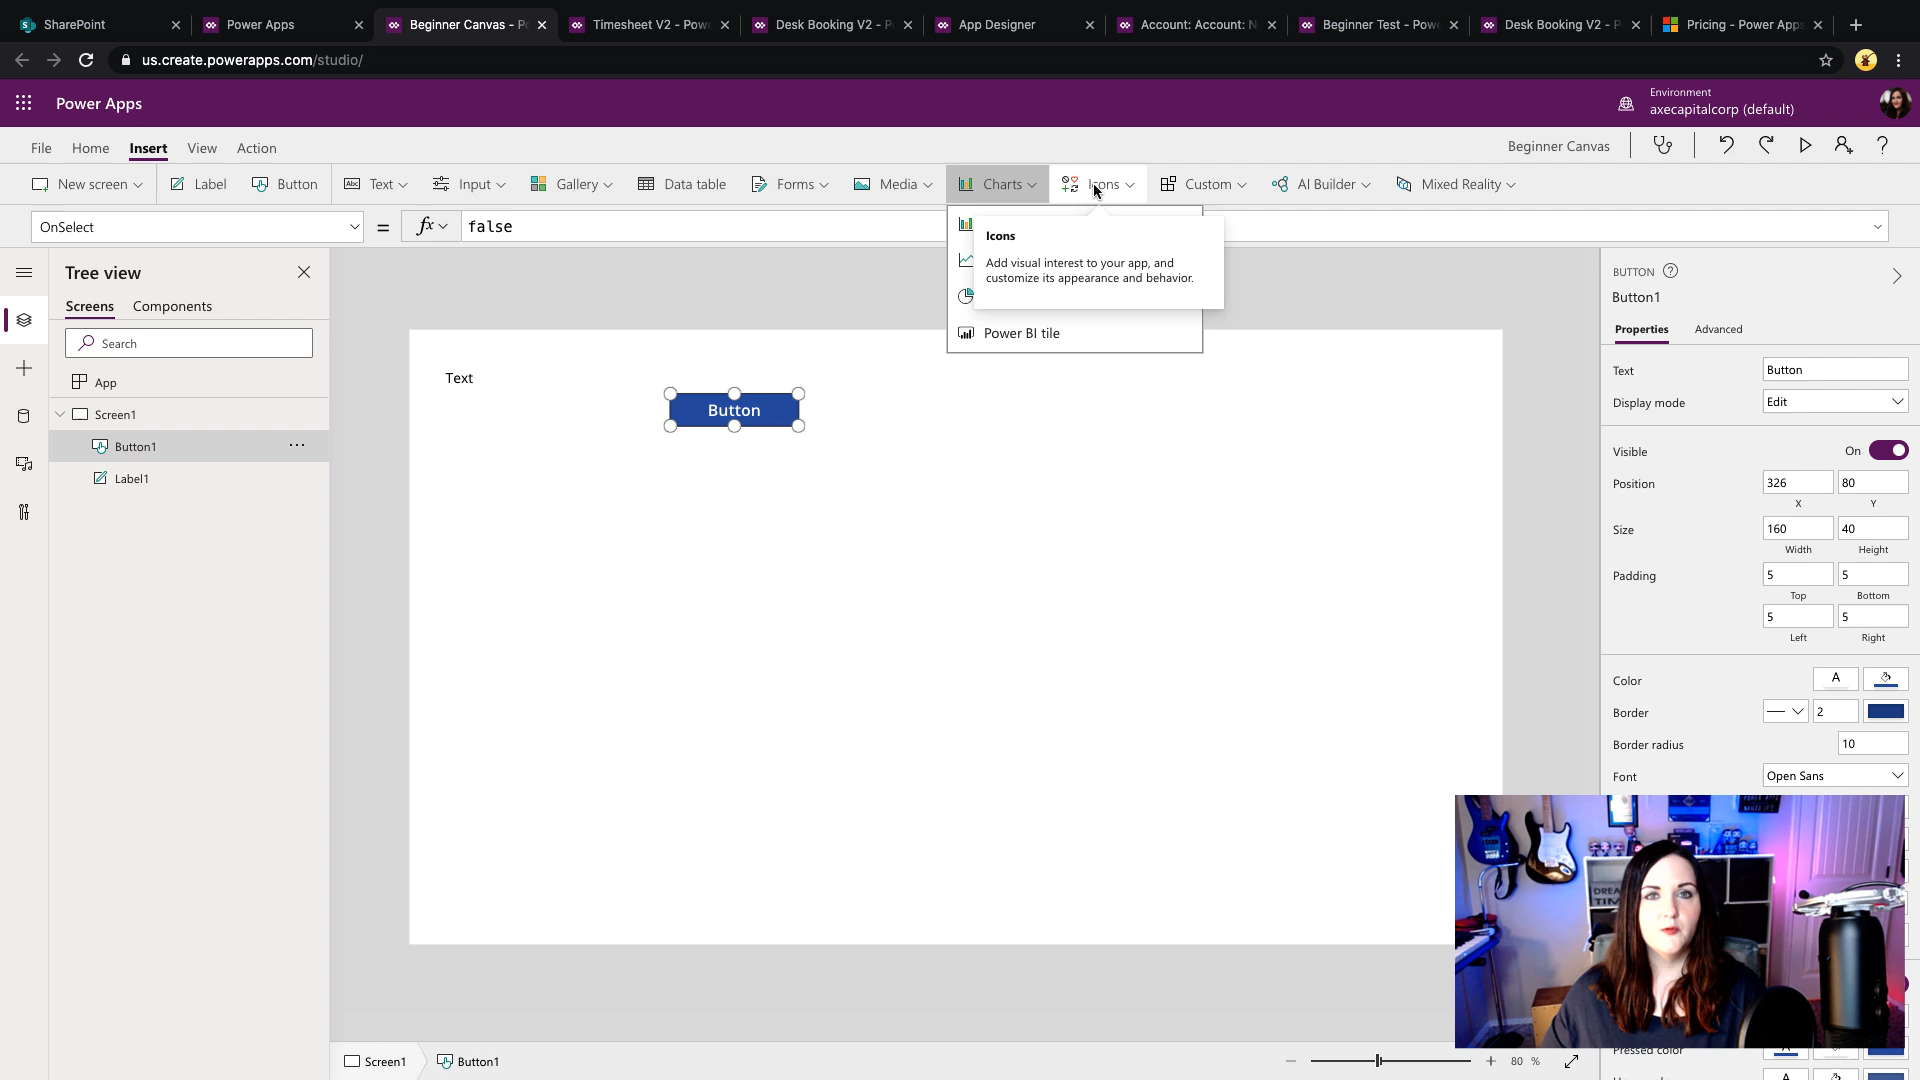 SharePoint
Power Apps
Beginner Canvas - P
Timesheet V2 - Pow
Desk Booking V2 - P
App Designer
Account: Account: N
Beginner Test - Powe
Desk Booking V2 - P
Pricing - Power Apps
us.create.powerapps.com/studio/
Power Apps
Environment
axecapitalcorp (default)
File Home Insert View Action
Beginner Canvas
New screen Label Button Text Input Gallery Data table Forms Media Charts Icons Custom AI Builder Mixed Reality
OnSelect = fx false
Icons
Add visual interest to your app, and
customize its appearance and behavior.
Power BI tile
Tree view
Screens Components
Search
App
Screen1
Button1 ...
Label1
Text
Button
BUTTON
Button1
Properties Advanced
Text Button
Display mode Edit
Visible On
Position 326 80
X Y
Size 160 40
Width Height
Padding 5 5
Top Bottom
5 5
Left Right
Color A
Border 2
Border radius 10
Font Open Sans
DREAM
Pressed color
A
Screen1 Button1
80 %